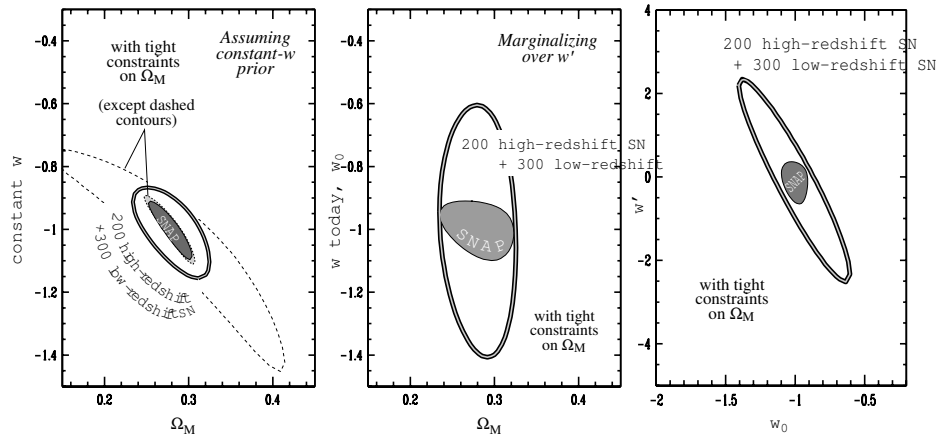 Assuming
constant-w
prior
with tight
constraints
on Ω_M
(except dashed
contours)
SNAP
200 high-redshift
+300 low-redshift SN
constant w
-0.4
-0.6
-0.8
-1
-1.2
-1.4
0.2
0.3
0.4
Ω_M
Marginalizing
over w'
200 high-redshift SN
+ 300 low-redshift
SNAP
with tight
constraints
on Ω_M
w today, w_0
-0.4
-0.6
-0.8
-1
-1.2
-1.4
0.2
0.3
0.4
Ω_M
200 high-redshift SN
+ 300 low-redshift SN
SNAP
with tight
constraints
on Ω_M
w'
4
2
0
-2
-4
-2
-1.5
-1
-0.5
w_0